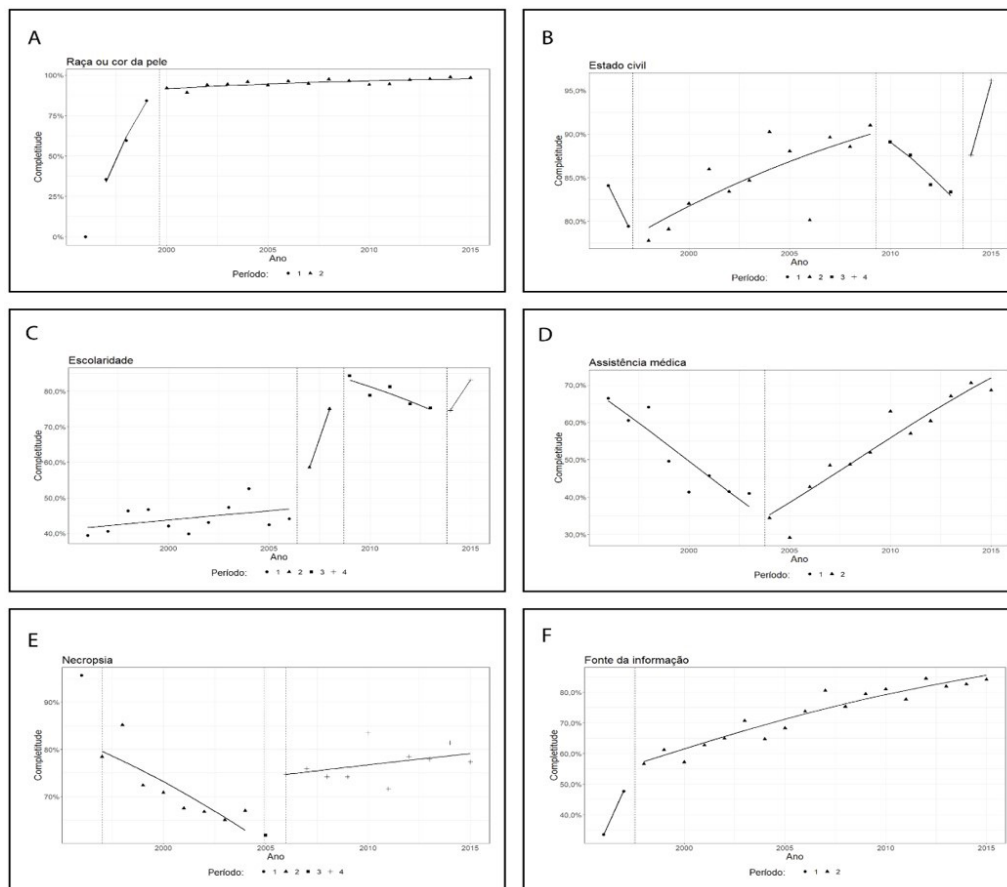 A
Raça ou cor da pele
100%
75%
50%
25%
0%
Completitude
2000 2005 2010 2015
Ano
Período: 1 2
B
Estado civil
95,0%
90,0%
85,0%
80,0%
Completitude
2000 2005 2010 2015
Ano
Período: 1 2 3 4
C
Escolaridade
80,0%
70,0%
60,0%
50,0%
40,0%
Completitude
2000 2005 2010 2015
Ano
Período: 1 2 3 4
D
Assistência médica
70,0%
60,0%
50,0%
40,0%
30,0%
Completitude
2000 2005 2010 2015
Ano
Período: 1 2
E
Necropsia
90%
80%
70%
Completitude
2000 2005 2010 2015
Ano
Período: 1 2 3 4
F
Fonte da informação
80,0%
70,0%
60,0%
50,0%
40,0%
Completitude
2000 2005 2010 2015
Ano
Período: 1 2